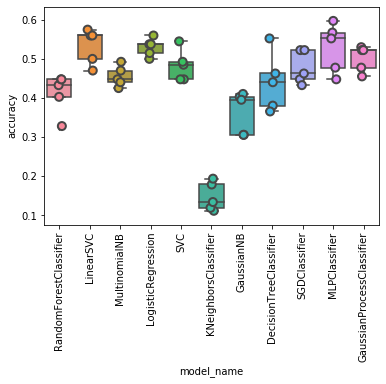 0.6
0.5
0.4
0.3
0.2
0.1
accuracy
RandomForestClassifier
LinearSVC
MultinomialNB
LogisticRegression
SVC
KNeighborsClassifier
GaussianNB
DecisionTreeClassifier
SGDClassifier
MLPClassifier
GaussianProcessClassifier
model_name